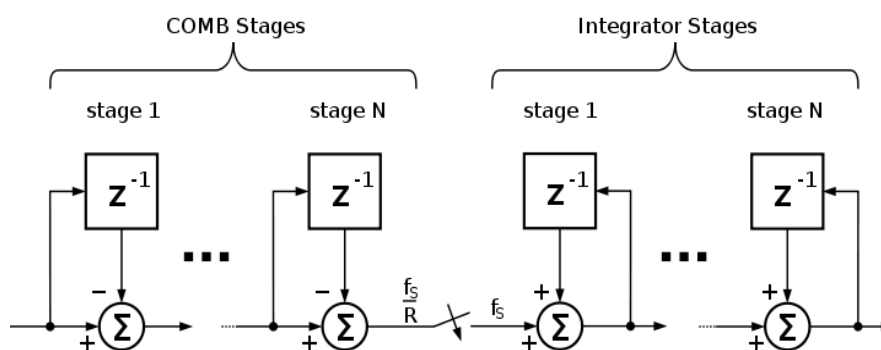 COMB Stages
Integrator Stages
stage 1
stage N
stage 1
stage N
Z⁻¹
Z⁻¹
Z⁻¹
Z⁻¹
−
−
+
+
Σ
+
Σ
+
fS
R
fS
Σ
+
Σ
+